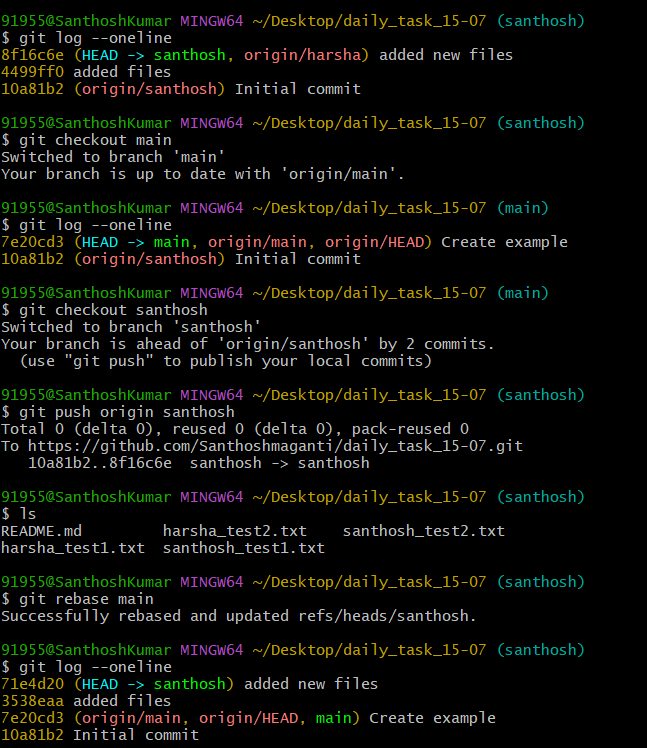 91955@SanthoshKumar MINGW64 ~/Desktop/daily_task_15-07 (santhosh)
$ git log --oneline
8f16c6e (HEAD -> santhosh, origin/harsha) added new files
4499ff0 added files
10a81b2 (origin/santhosh) Initial commit
91955@SanthoshKumar MINGW64 ~/Desktop/daily_task_15-07 (santhosh)
$ git checkout main
Switched to branch 'main'
Your branch is up to date with 'origin/main'.
91955@SanthoshKumar MINGW64 ~/Desktop/daily_task_15-07 (main)
$ git log --oneline
7e20cd3 (HEAD -> main, origin/main, origin/HEAD) Create example
10a81b2 (origin/santhosh) Initial commit
91955@SanthoshKumar MINGW64 ~/Desktop/daily_task_15-07 (main)
$ git checkout santhosh
Switched to branch 'santhosh'
Your branch is ahead of 'origin/santhosh' by 2 commits.
  (use "git push" to publish your local commits)
91955@SanthoshKumar MINGW64 ~/Desktop/daily_task_15-07 (santhosh)
$ git push origin santhosh
Total 0 (delta 0), reused 0 (delta 0), pack-reused 0
To https://github.com/Santhoshmaganti/daily_task_15-07.git
   10a81b2..8f16c6e  santhosh -> santhosh
91955@SanthoshKumar MINGW64 ~/Desktop/daily_task_15-07 (santhosh)
$ ls
README.md         harsha_test2.txt    santhosh_test2.txt
harsha_test1.txt  santhosh_test1.txt
91955@SanthoshKumar MINGW64 ~/Desktop/daily_task_15-07 (santhosh)
$ git rebase main
Successfully rebased and updated refs/heads/santhosh.
91955@SanthoshKumar MINGW64 ~/Desktop/daily_task_15-07 (santhosh)
$ git log --oneline
71e4d20 (HEAD -> santhosh) added new files
3538eaa added files
7e20cd3 (origin/main, origin/HEAD, main) Create example
10a81b2 Initial commit